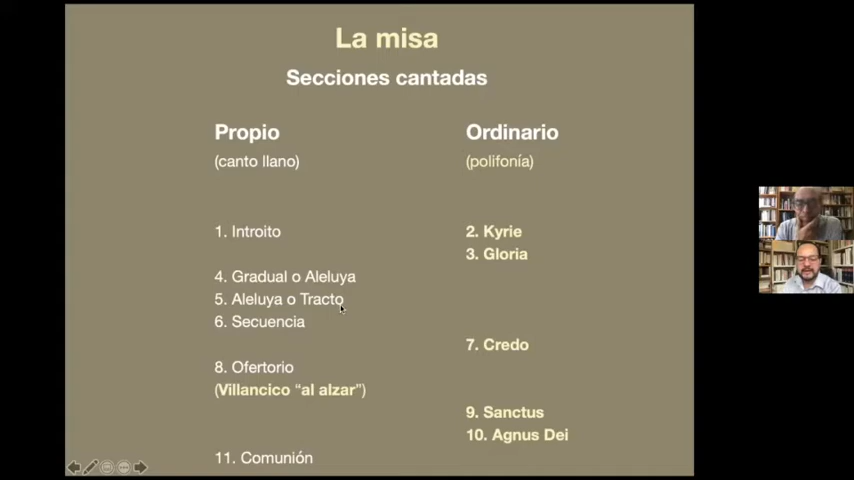 La misa
Secciones cantadas
Propio
(canto llano)
Ordinario
(polifonía)
1. Introito
2. Kyrie
3. Gloria
4. Gradual o Aleluya
5. Aleluya o Tracto
6. Secuencia
7. Credo
8. Ofertorio
(Villancico “al alzar”)
9. Sanctus
10. Agnus Dei
11. Comunión